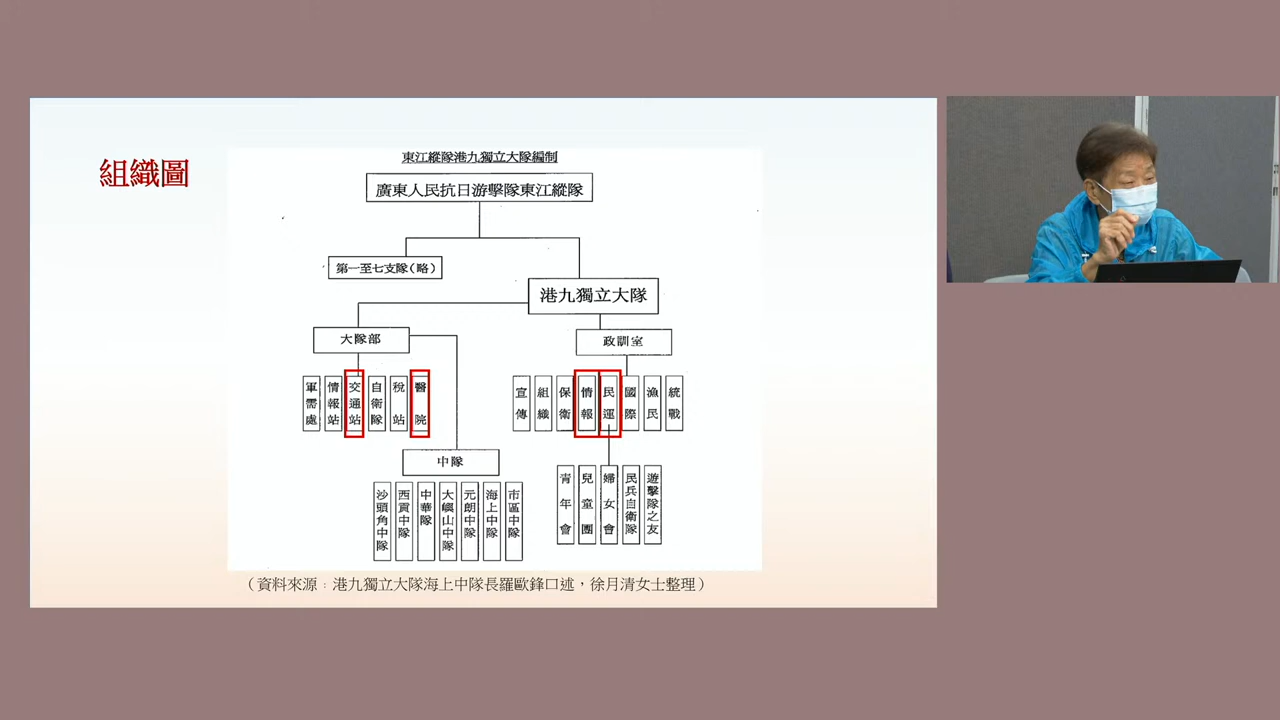 組織圖
東江縱隊港九獨立大隊編制
廣東人民抗日游擊隊東江縱隊
第一至七支隊(略)
港九獨立大隊
大隊部
政訓室
軍需處
情報站
交通站
自衛隊
稅站
醫院
宣傳
組織
保衛
情報
民運
國際
漁民
統戰
中隊
沙頭角中隊
西貢中隊
中華隊
大嶼山中隊
元朗中隊
海上中隊
市區中隊
青年會
兒童團
婦女會
民兵自衛隊
遊擊隊之友
（資料來源：港九獨立大隊海上中隊長羅歐鋒口述，徐月清女士整理）